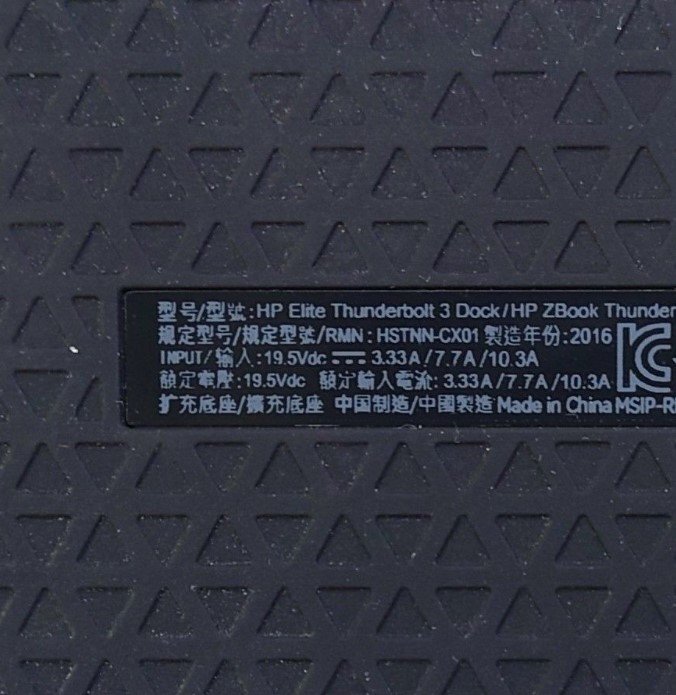 型号/型號:HP Elite Thunderbolt 3 Dock/HP ZBook Thunder
规定型号/規定型號/RMN : HSTNN-CX01 製造年份:2016
INPUT/输入:19.5Vdc ⎓ 3.33A/7.7A/10.3A
額定電壓:19.5Vdc 額定輸入電流: 3.33A/7.7A/10.3A
扩充底座/擴充底座 中国制造/中國製造 Made in China MSIP-R